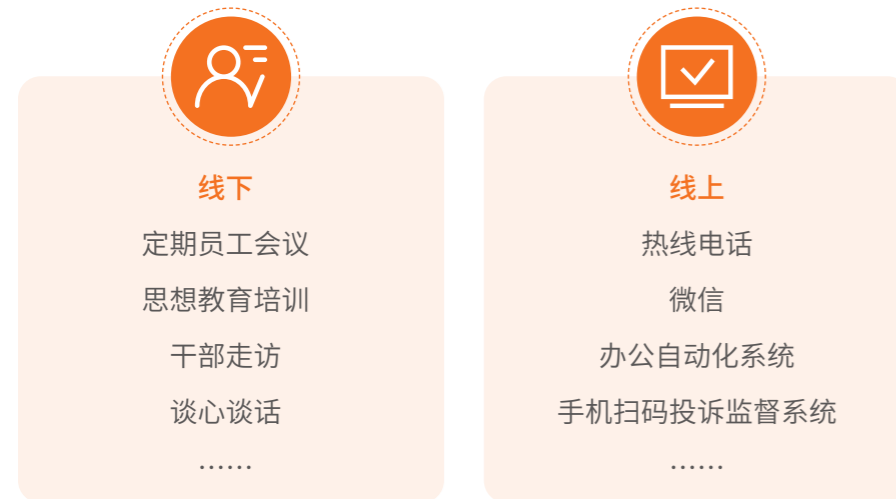 线下
定期员工会议
思想教育培训
干部走访
谈心谈话
……
线上
热线电话
微信
办公自动化系统
手机扫码投诉监督系统
……